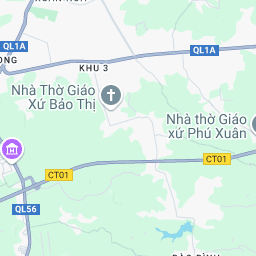 QL1A
QL1A
KHU 3
Nhà Thờ Giáo
Xứ Bảo Thị
Nhà thờ Giáo
xứ Phú Xuân
CT01
CT01
QL56